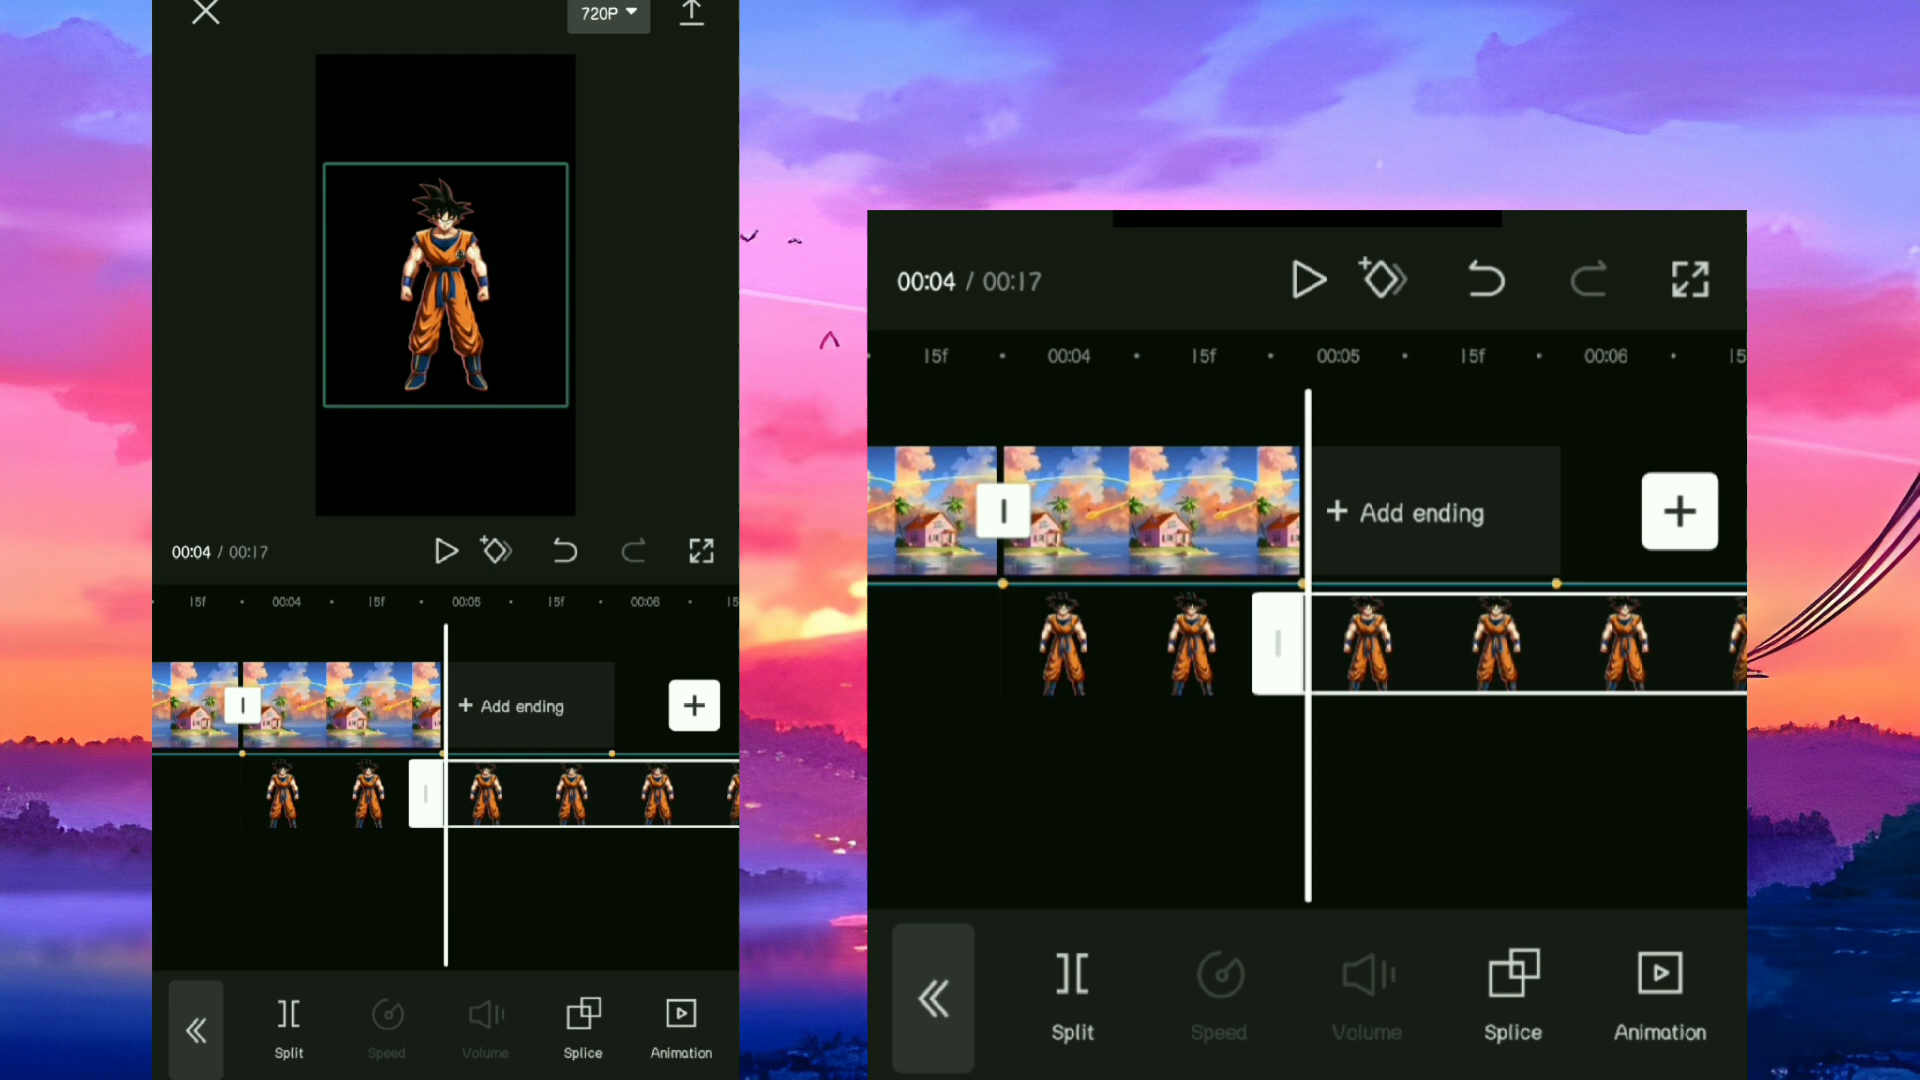 720P
00:04 / 00:17
15f 00:04 15f 00:05 15f 00:06 15
+ Add ending
Split Speed Volume Splice Animation
00:04 / 00:17
15f 00:04 15f 00:05 15f 00:06 15
+ Add ending
Split Speed Volume Splice Animation